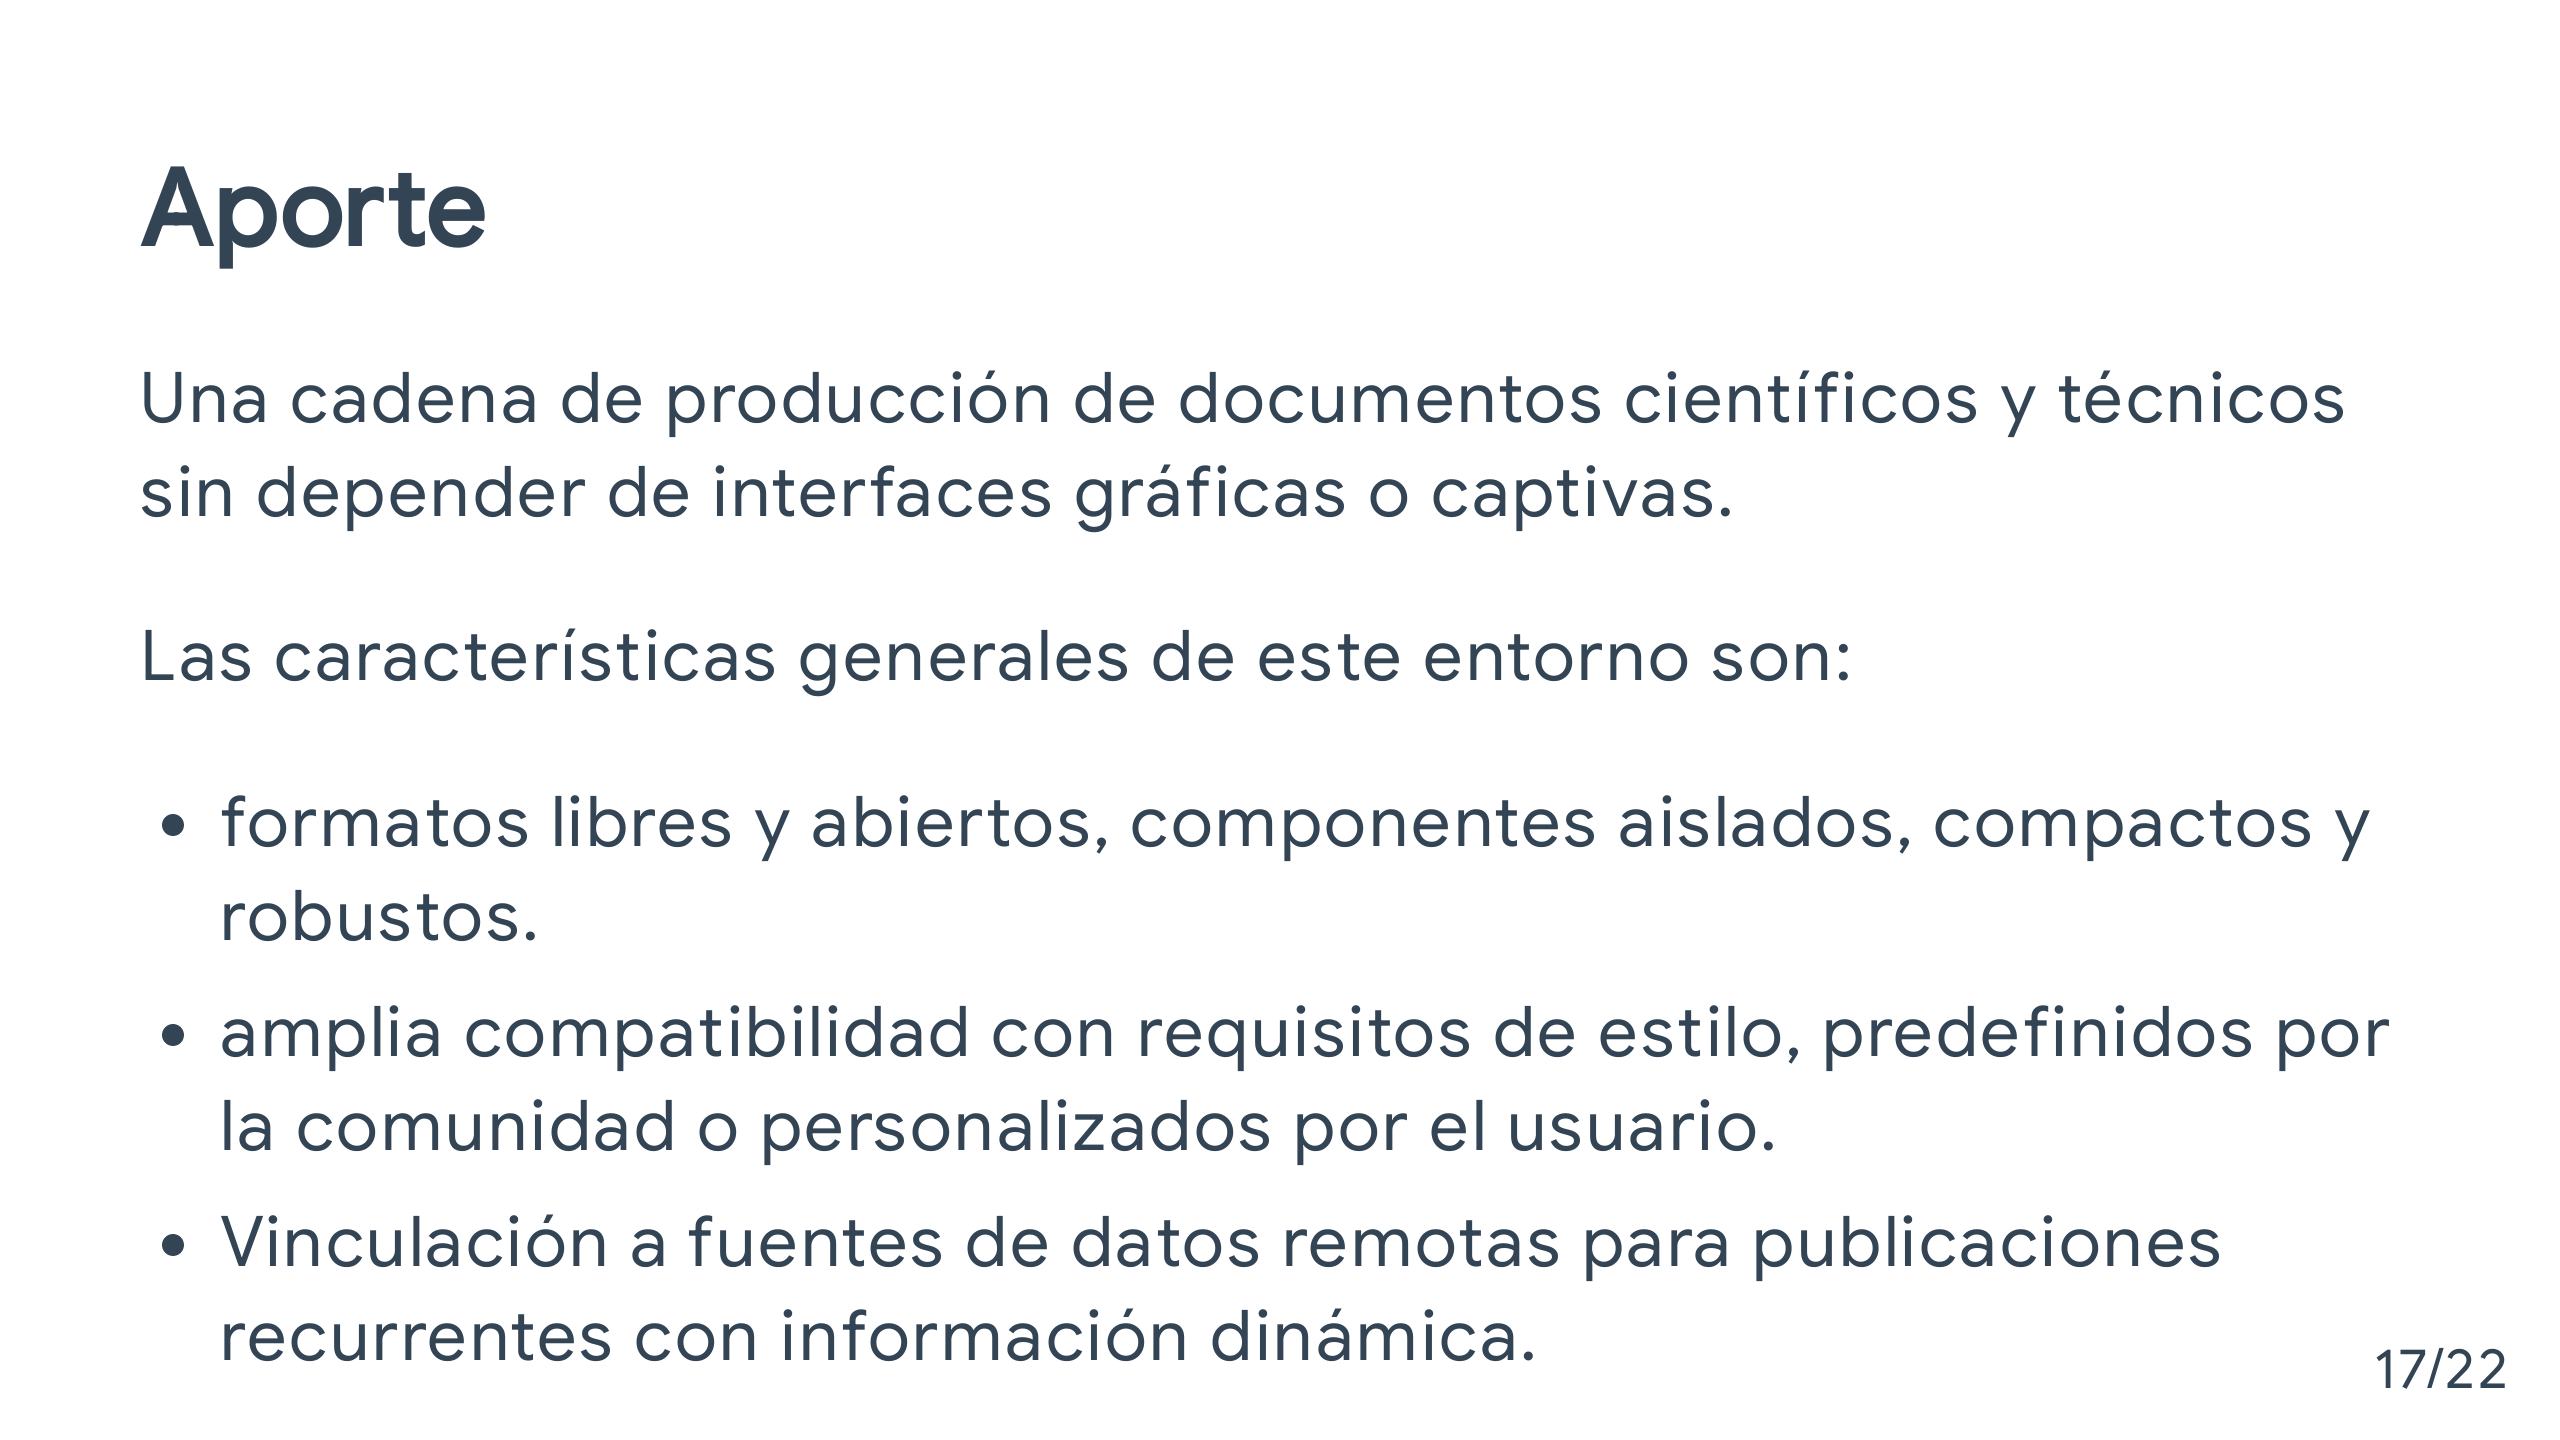 Aporte
Una cadena de producción de documentos científicos y técnicos
sin depender de interfaces gráficas o captivas.
Las características generales de este entorno son:
• formatos libres y abiertos, componentes aislados, compactos y
robustos.
• amplia compatibilidad con requisitos de estilo, predefinidos por
la comunidad o personalizados por el usuario.
• Vinculación a fuentes de datos remotas para publicaciones
recurrentes con información dinámica.
17/22